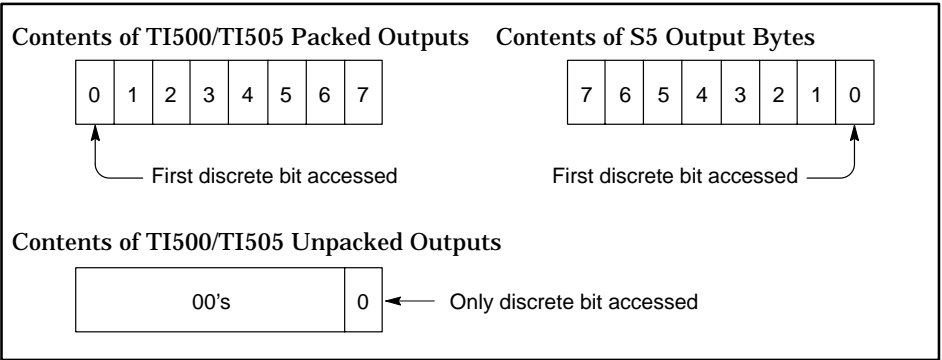 Contents of TI500/TI505 Packed Outputs
0 1 2 3 4 5 6 7
First discrete bit accessed
Contents of S5 Output Bytes
7 6 5 4 3 2 1 0
First discrete bit accessed
Contents of TI500/TI505 Unpacked Outputs
00's 0
Only discrete bit accessed